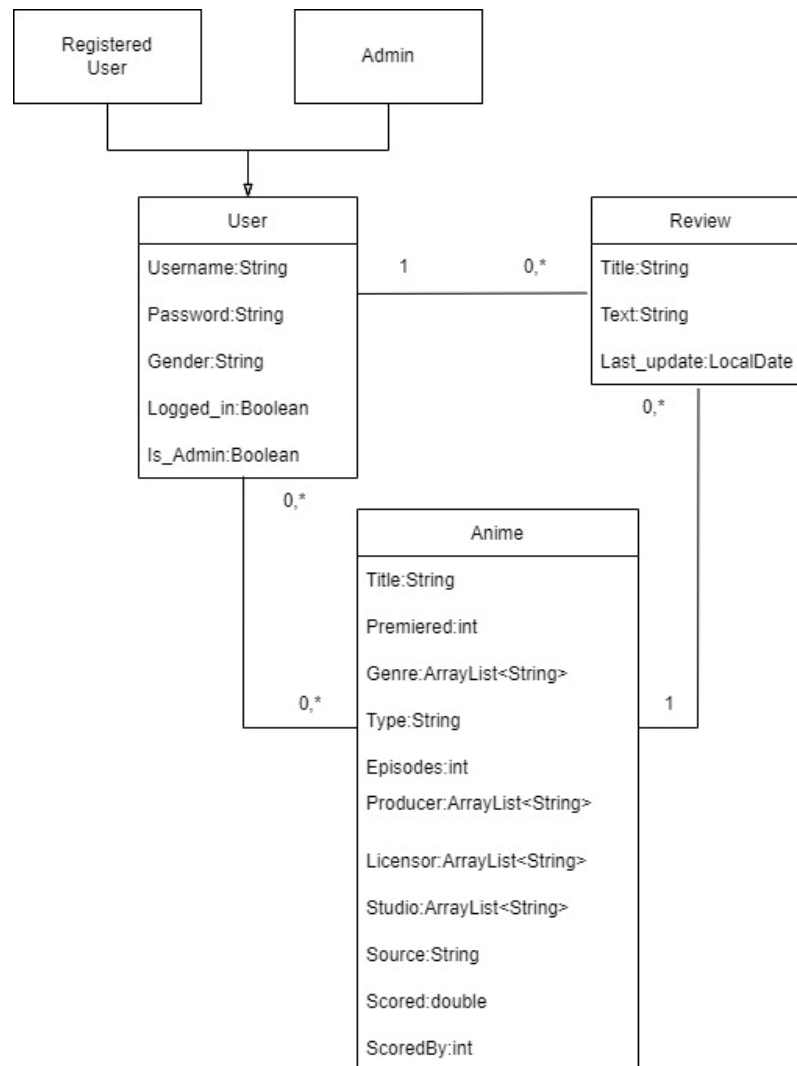 Registered
User
Admin
User
Username:String
Password:String
Gender:String
Logged_in:Boolean
Is_Admin:Boolean
1
0,*
Review
Title:String
Text:String
Last_update:LocalDate
0,*
0,*
0,*
1
Anime
Title:String
Premiered:int
Genre:ArrayList<String>
Type:String
Episodes:int
Producer:ArrayList<String>
Licensor:ArrayList<String>
Studio:ArrayList<String>
Source:String
Scored:double
ScoredBy:int